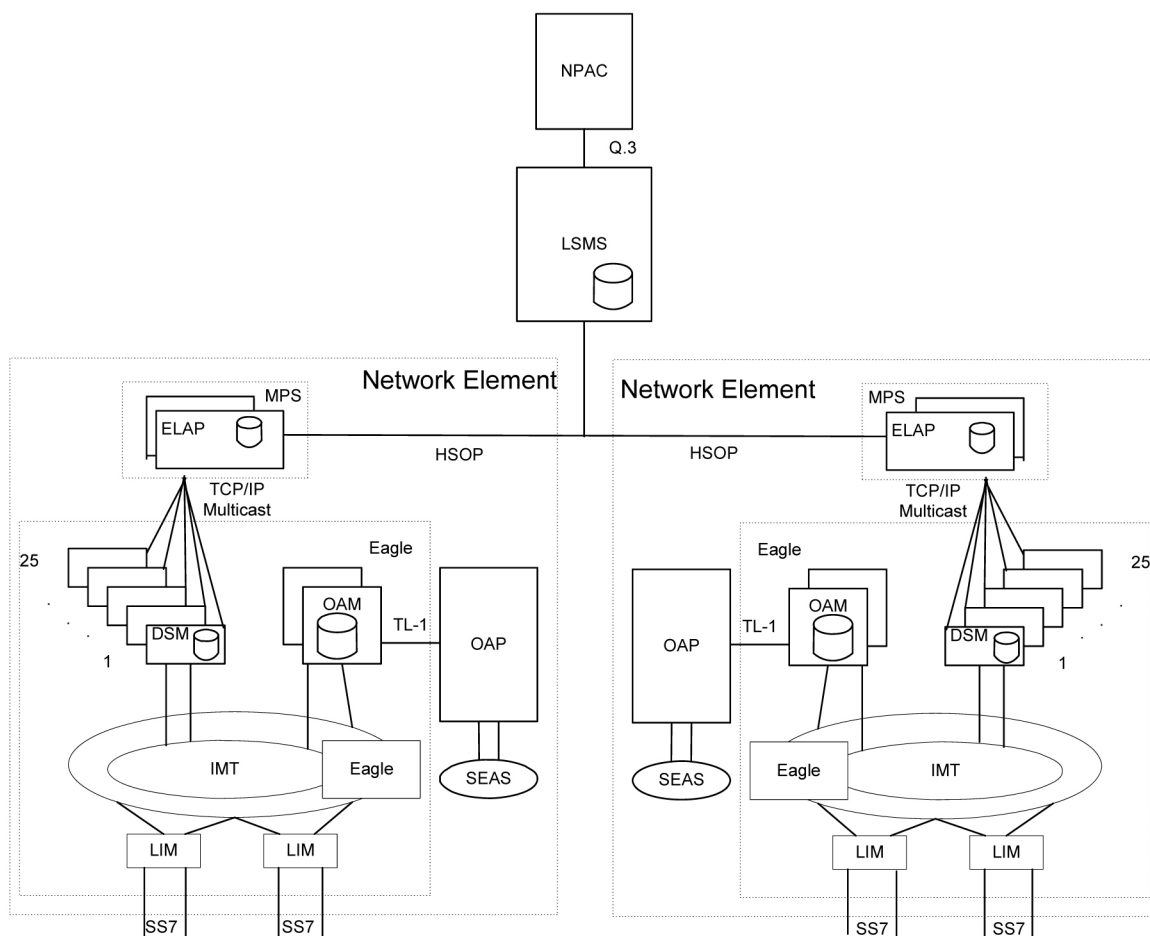 NPAC
Q.3
LSMS
Network Element
Network Element
MPS
MPS
ELAP
ELAP
HSOP
HSOP
TCP/IP
Multicast
TCP/IP
Multicast
Eagle
Eagle
25
25
OAM
OAM
DSM
TL-1
OAP
OAP
TL-1
DSM
1
1
IMT
Eagle
SEAS
SEAS
Eagle
IMT
LIM
LIM
LIM
LIM
SS7
SS7
SS7
SS7